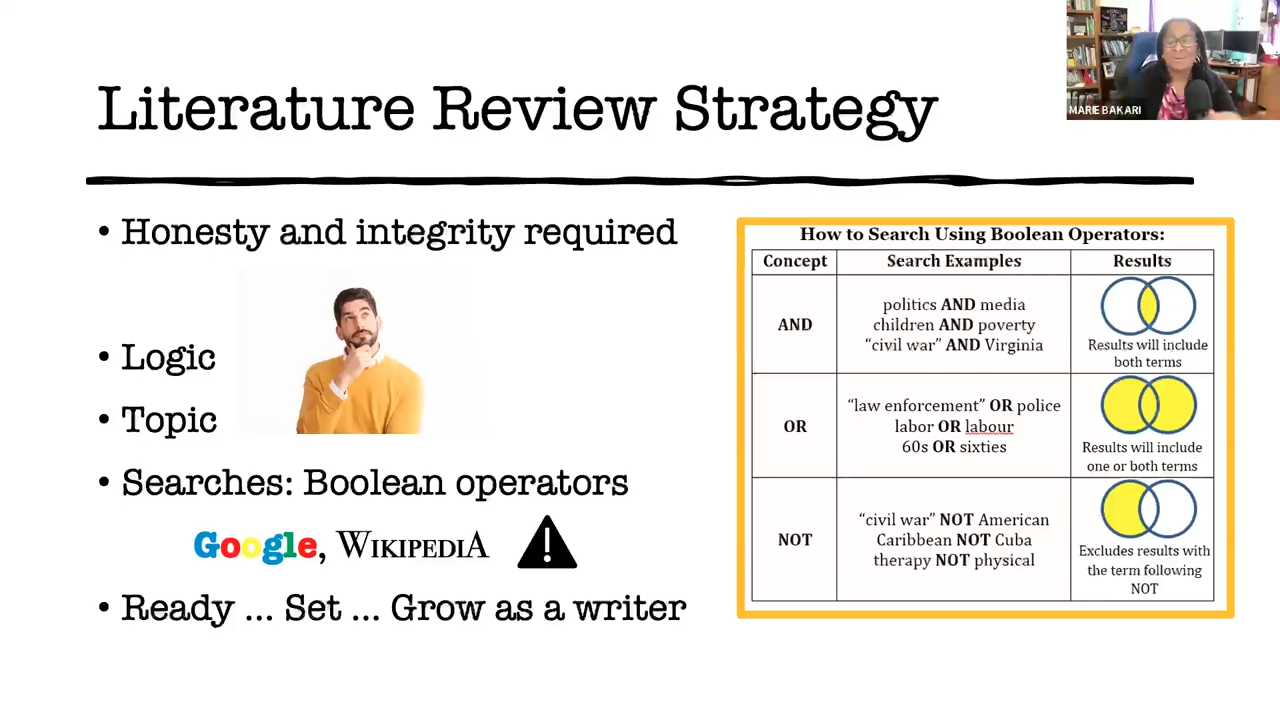 Literature Review Strategy
MARIE BAKARI
• Honesty and integrity required
• Logic
• Topic
• Searches: Boolean operators
Google, WIKIPEDIA
• Ready ... Set ... Grow as a writer
How to Search Using Boolean Operators:
Concept Search Examples Results
AND
politics AND media
children AND poverty
“civil war” AND Virginia
Results will include
both terms
OR
“law enforcement” OR police
labor OR labour
60s OR sixties
Results will include
one or both terms
NOT
“civil war” NOT American
Caribbean NOT Cuba
therapy NOT physical
Excludes results with
the term following
NOT